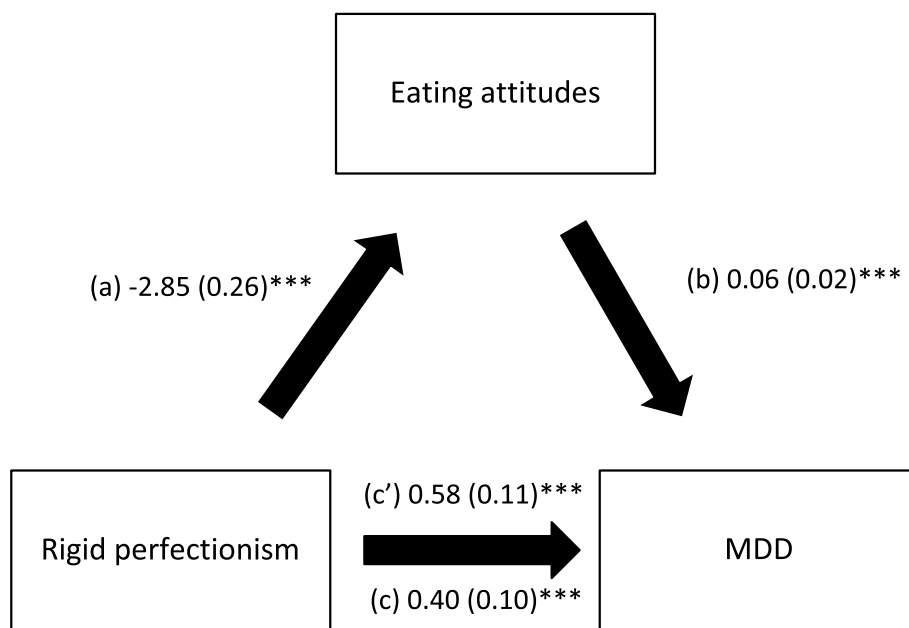 Eating attitudes
(a) -2.85 (0.26)***
(b) 0.06 (0.02)***
Rigid perfectionism
(c’) 0.58 (0.11)***
(c) 0.40 (0.10)***
MDD